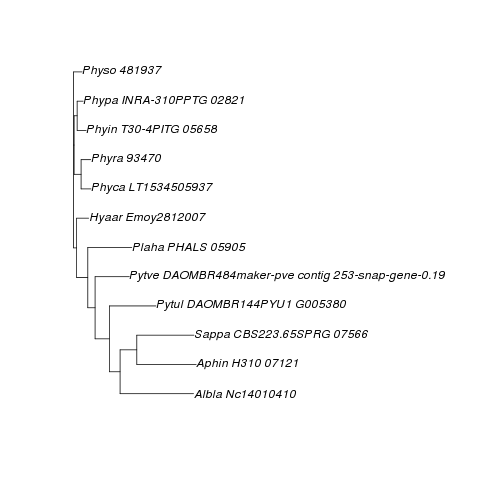 Physo 481937
Phypa INRA-310PPTG 02821
Phyin T30-4PITG 05658
Phyra 93470
Phyca LT1534505937
Hyaar Emoy2812007
Plaha PHALS 05905
Pytve DAOMBR484maker-pve contig 253-snap-gene-0.19
Pytul DAOMBR144PYU1 G005380
Sappa CBS223.65SPRG 07566
Aphin H310 07121
Albla Nc14010410